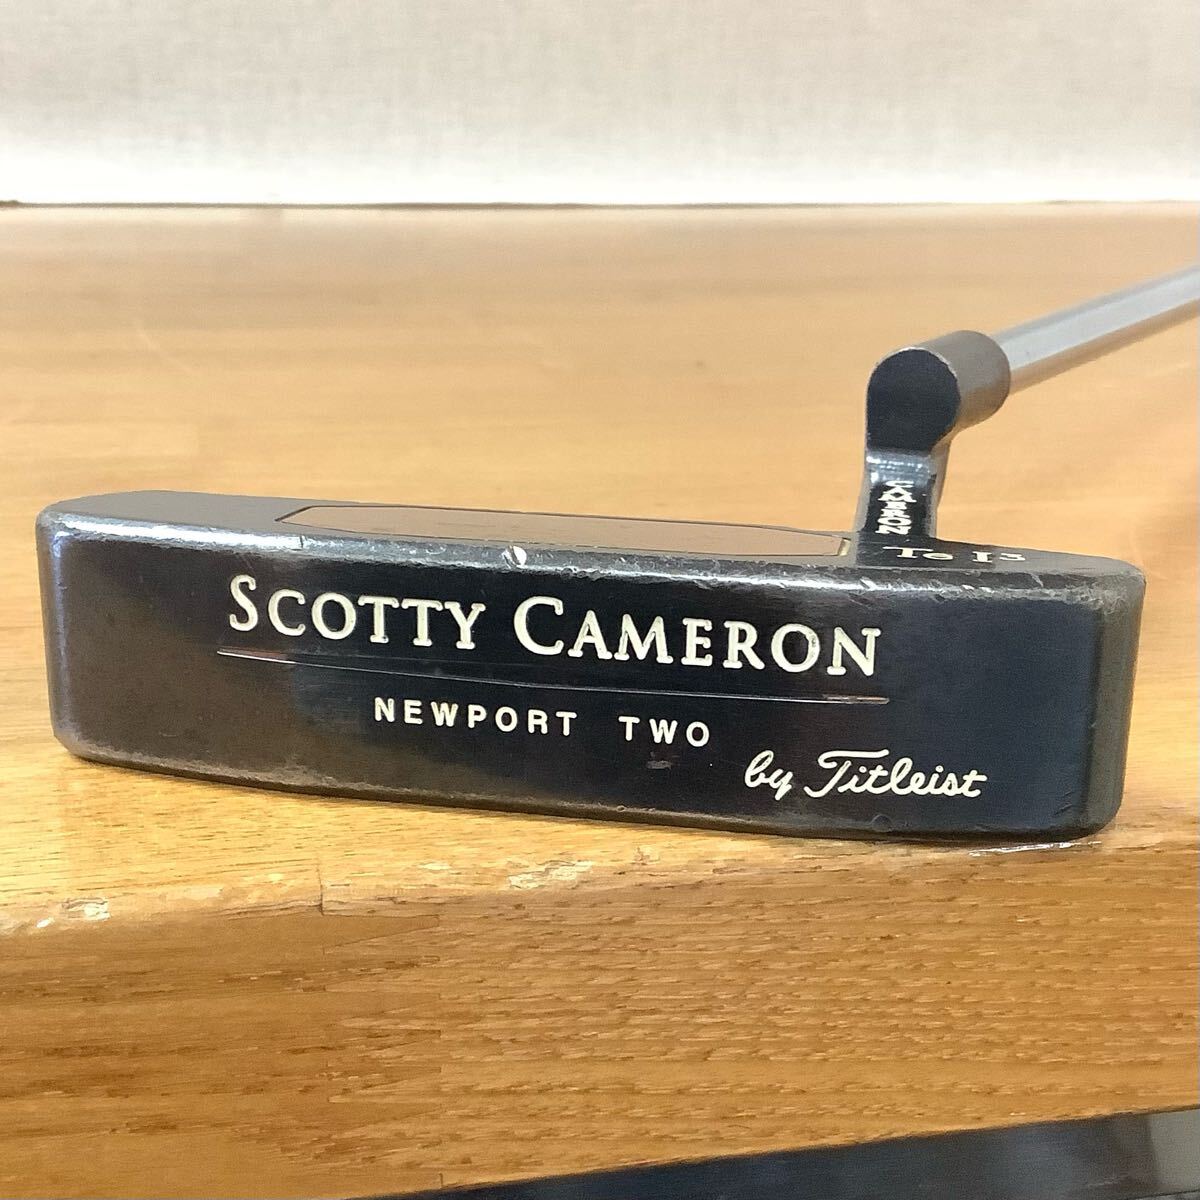 CAMERON
Te I3
SCOTTY CAMERON
NEWPORT TWO
by Titleist